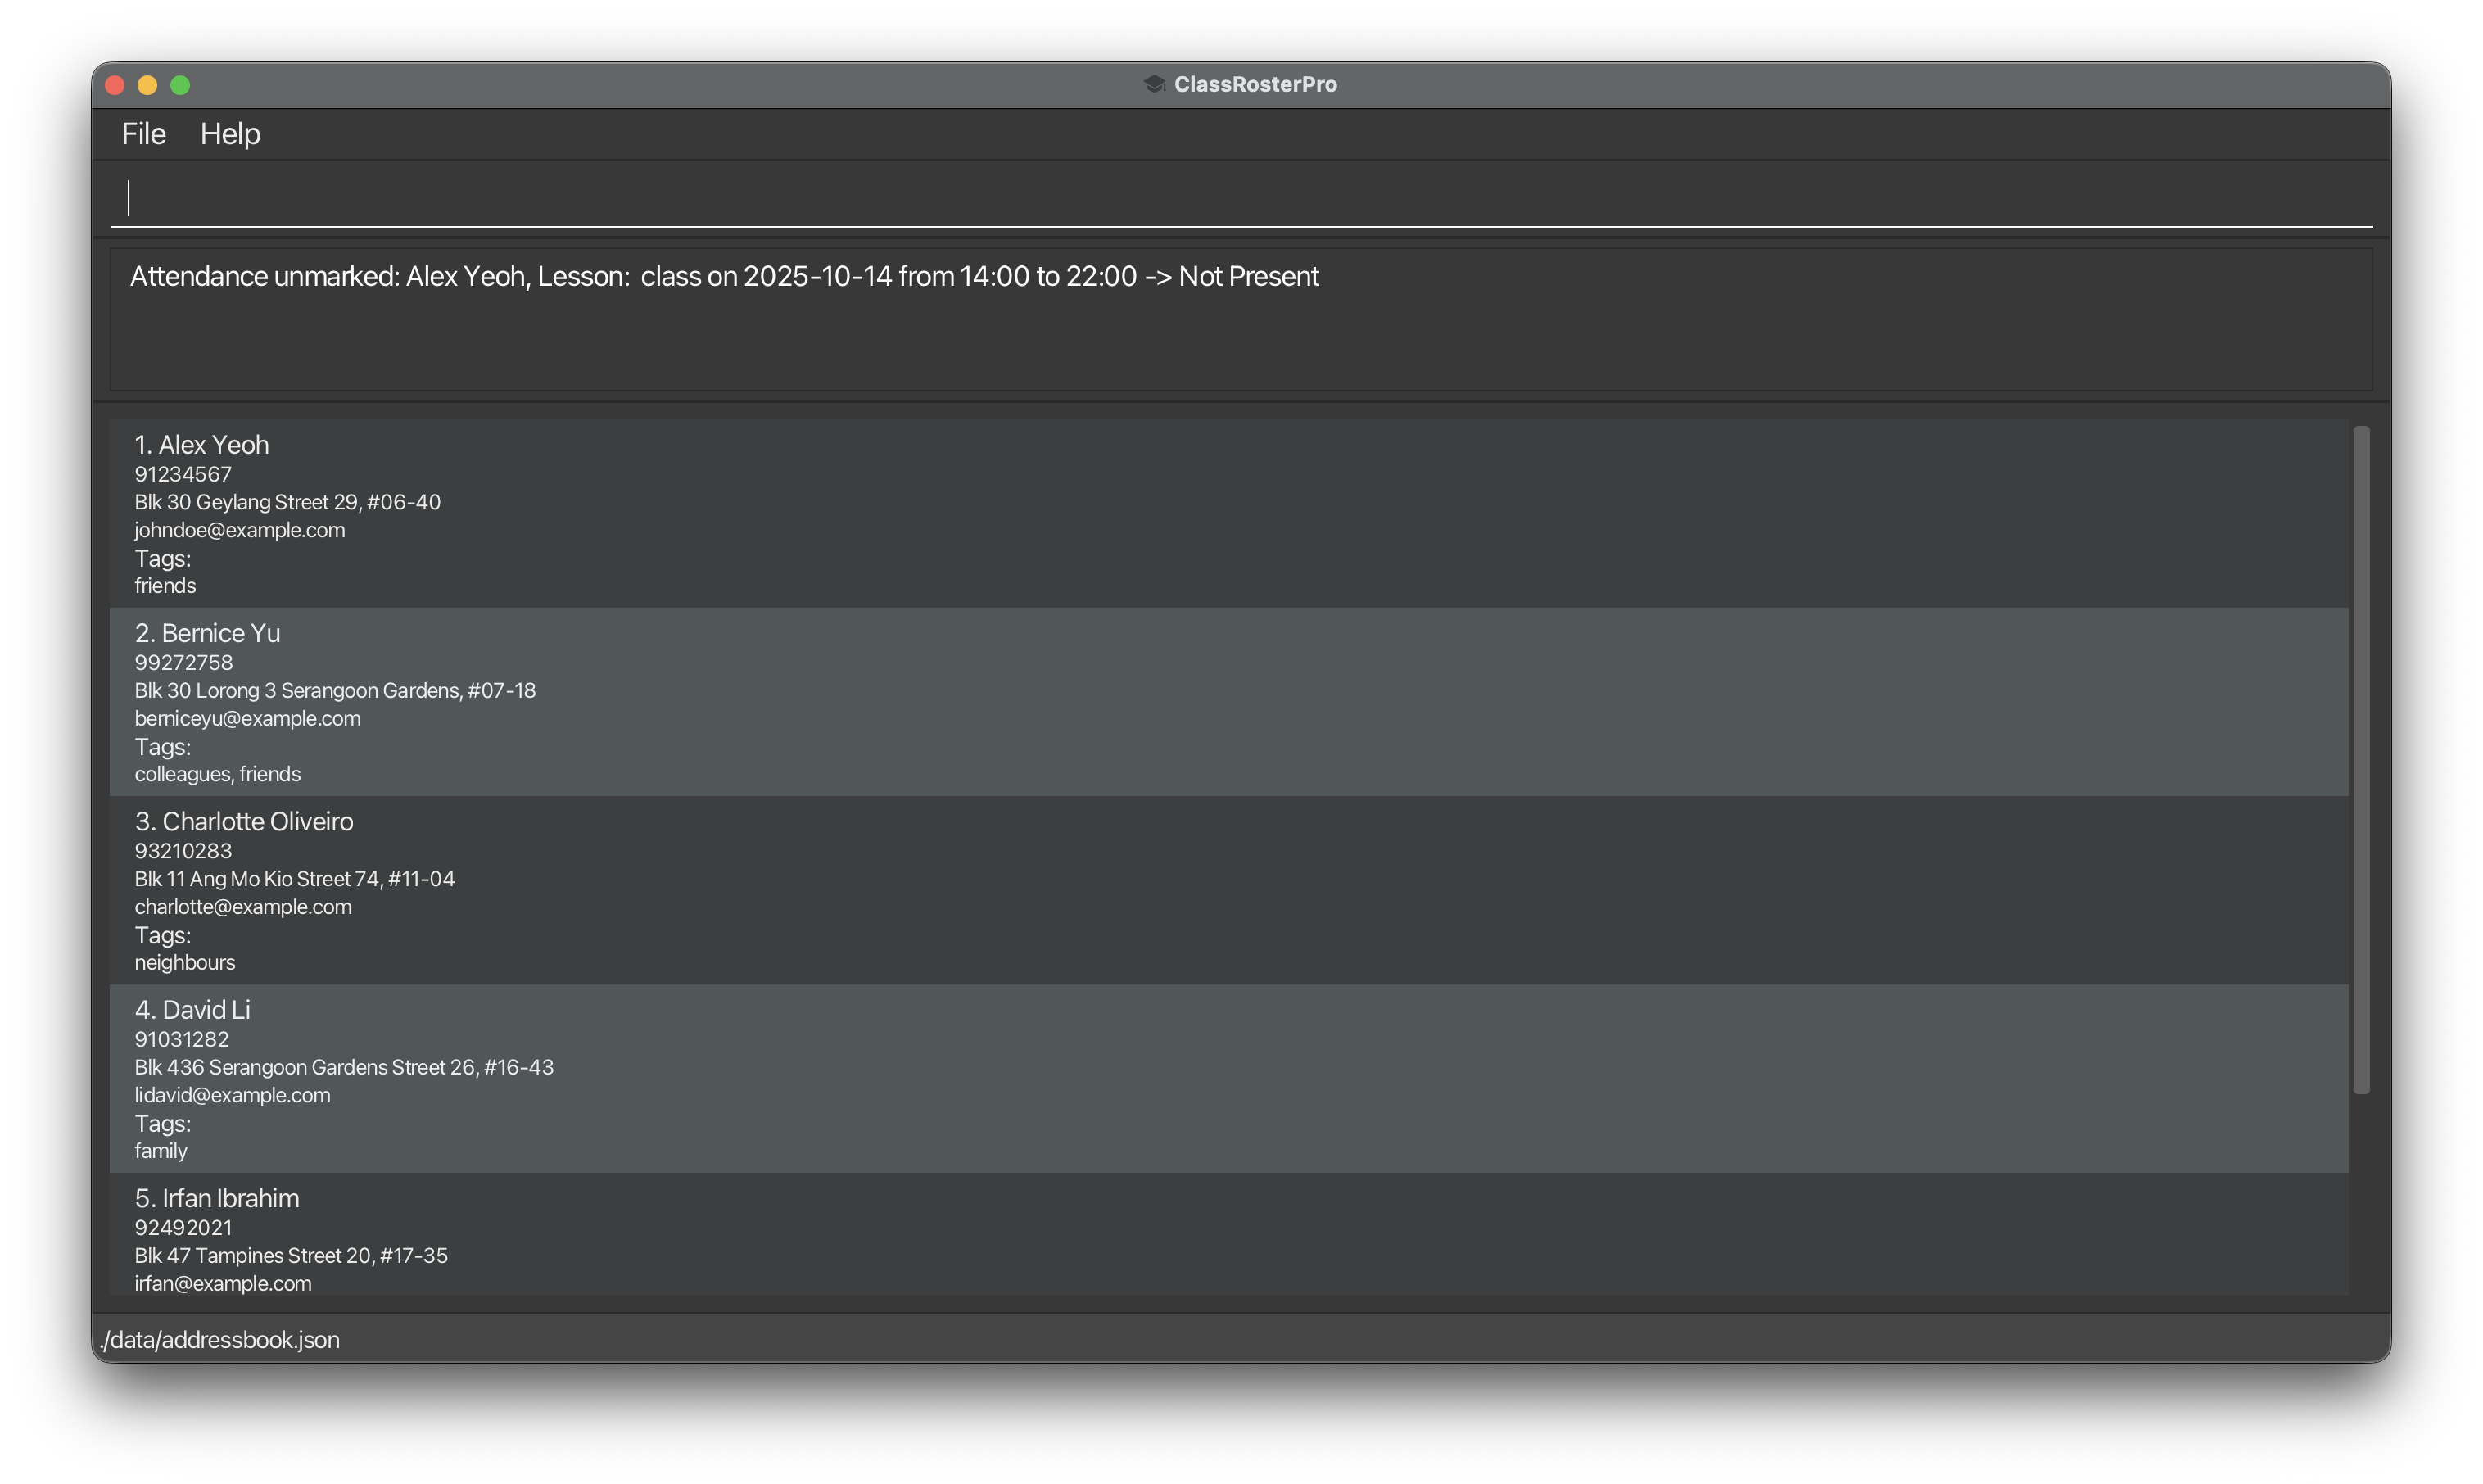 ClassRosterPro
File Help
Attendance unmarked: Alex Yeoh, Lesson:  class on 2025-10-14 from 14:00 to 22:00 -> Not Present
1. Alex Yeoh
91234567
Blk 30 Geylang Street 29, #06-40
johndoe@example.com
Tags:
friends
2. Bernice Yu
99272758
Blk 30 Lorong 3 Serangoon Gardens, #07-18
berniceyu@example.com
Tags:
colleagues, friends
3. Charlotte Oliveiro
93210283
Blk 11 Ang Mo Kio Street 74, #11-04
charlotte@example.com
Tags:
neighbours
4. David Li
91031282
Blk 436 Serangoon Gardens Street 26, #16-43
lidavid@example.com
Tags:
family
5. Irfan Ibrahim
92492021
Blk 47 Tampines Street 20, #17-35
irfan@example.com
./data/addressbook.json